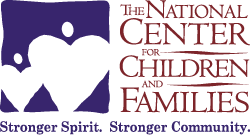 THE NATIONAL
CENTER
FOR
CHILDREN
AND
FAMILIES
Stronger Spirit. Stronger Community.